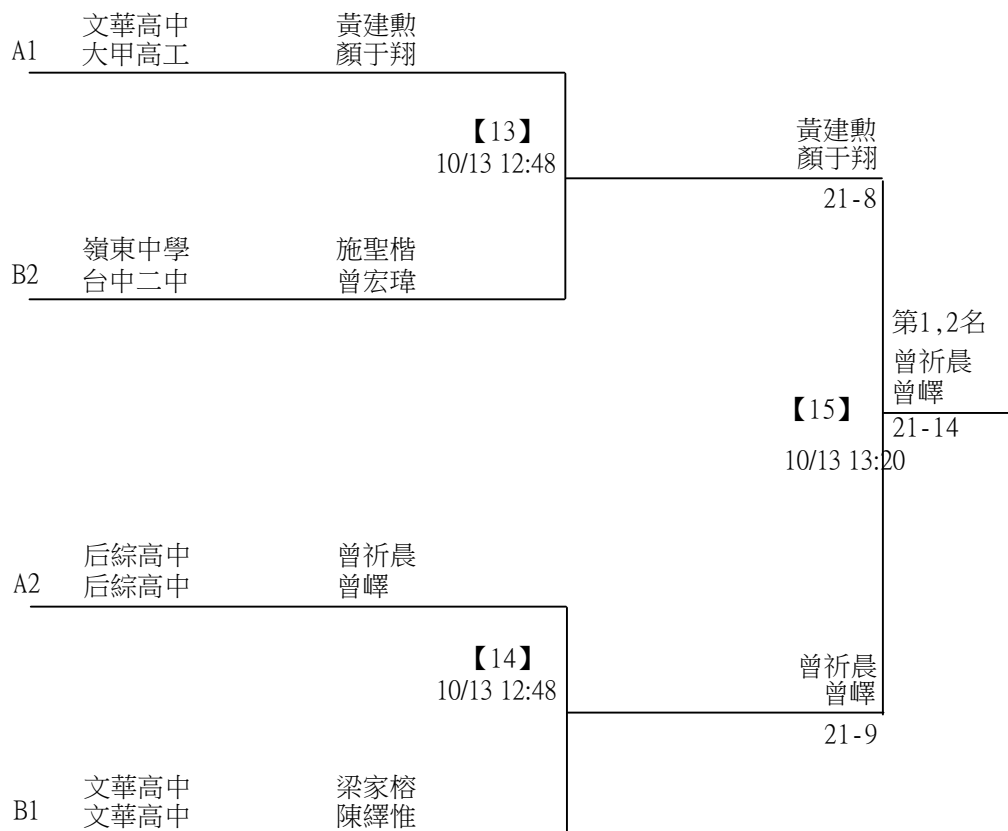 A1 文華高中 黃建勲
大甲高工 顏于翔
【13】
10/13 12:48
黃建勲
顏于翔
21-8
B2 嶺東中學 施聖楷
台中二中 曾宏瑋
第1,2名
曾祈晨
曾嶧
【15】
21-14
10/13 13:20
A2 后綜高中 曾祈晨
后綜高中 曾嶧
【14】
10/13 12:48
曾祈晨
曾嶧
21-9
B1 文華高中 梁家榕
文華高中 陳繹惟